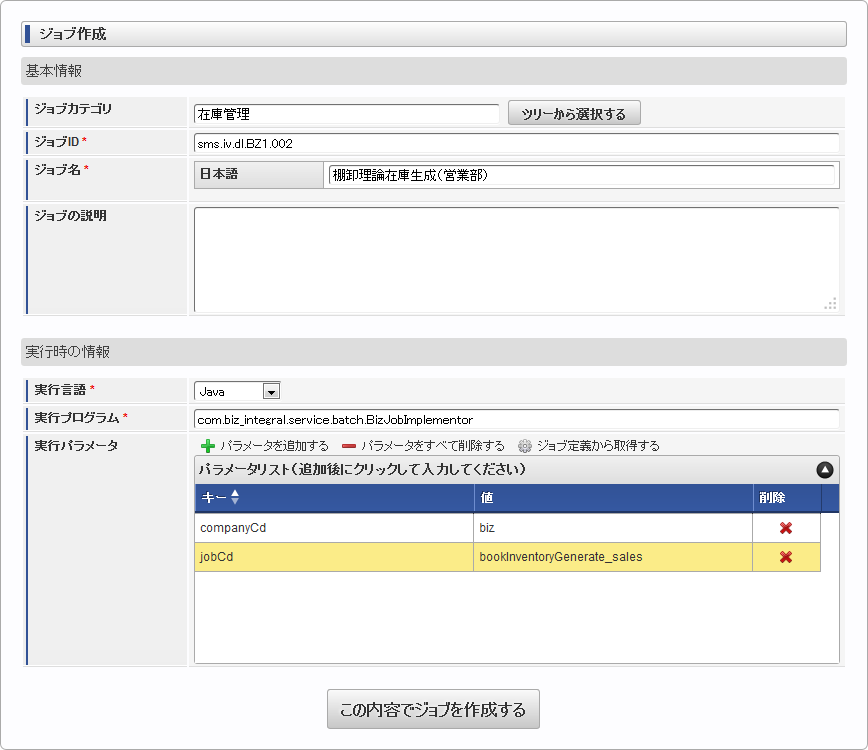 ジョブ作成
基本情報
ジョブカテゴリ 在庫管理 ツリーから選択する
ジョブID* sms.iv.dl.BZ1.002
ジョブ名* 日本語 棚卸理論在庫生成(営業部)
ジョブの説明
実行時の情報
実行言語* Java
実行プログラム* com.biz_integral.service.batch.BizJobImplementor
実行パラメータ パラメータを追加する パラメータをすべて削除する ジョブ定義から取得する
パラメータリスト(追加後にクリックして入力してください)
キー 値 削除
companyCd biz
jobCd bookInventoryGenerate_sales
この内容でジョブを作成する